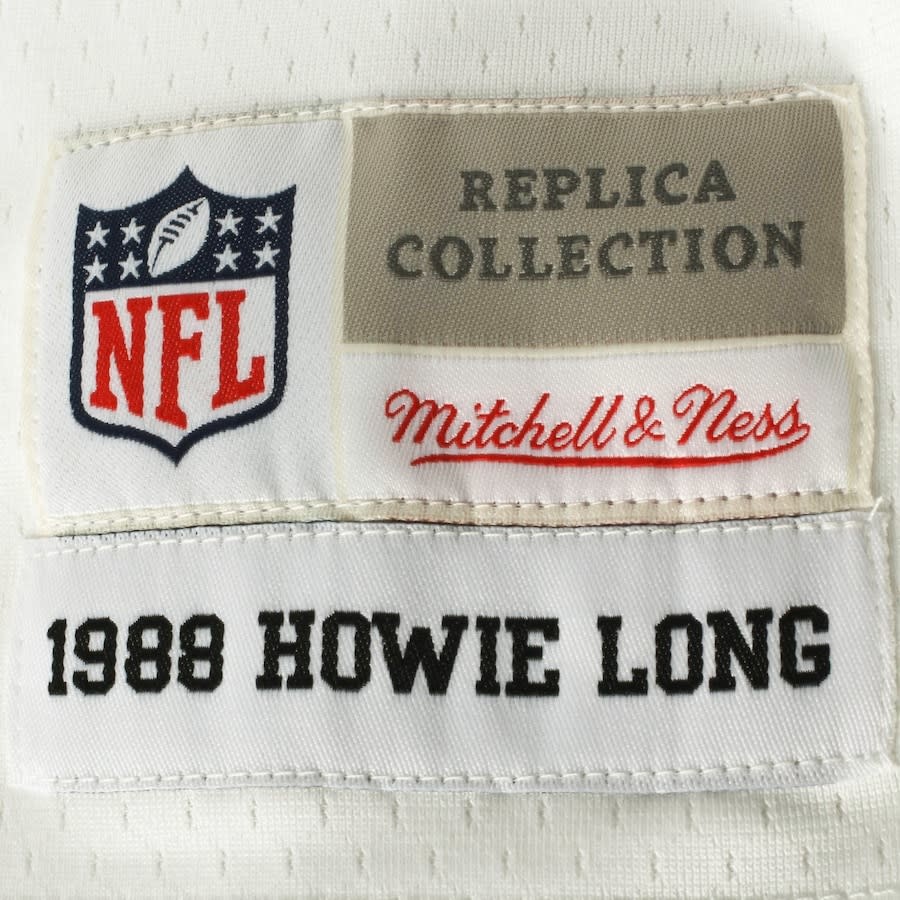 NFL
REPLICA
COLLECTION
Mitchell & Ness
1988 HOWIE LONG